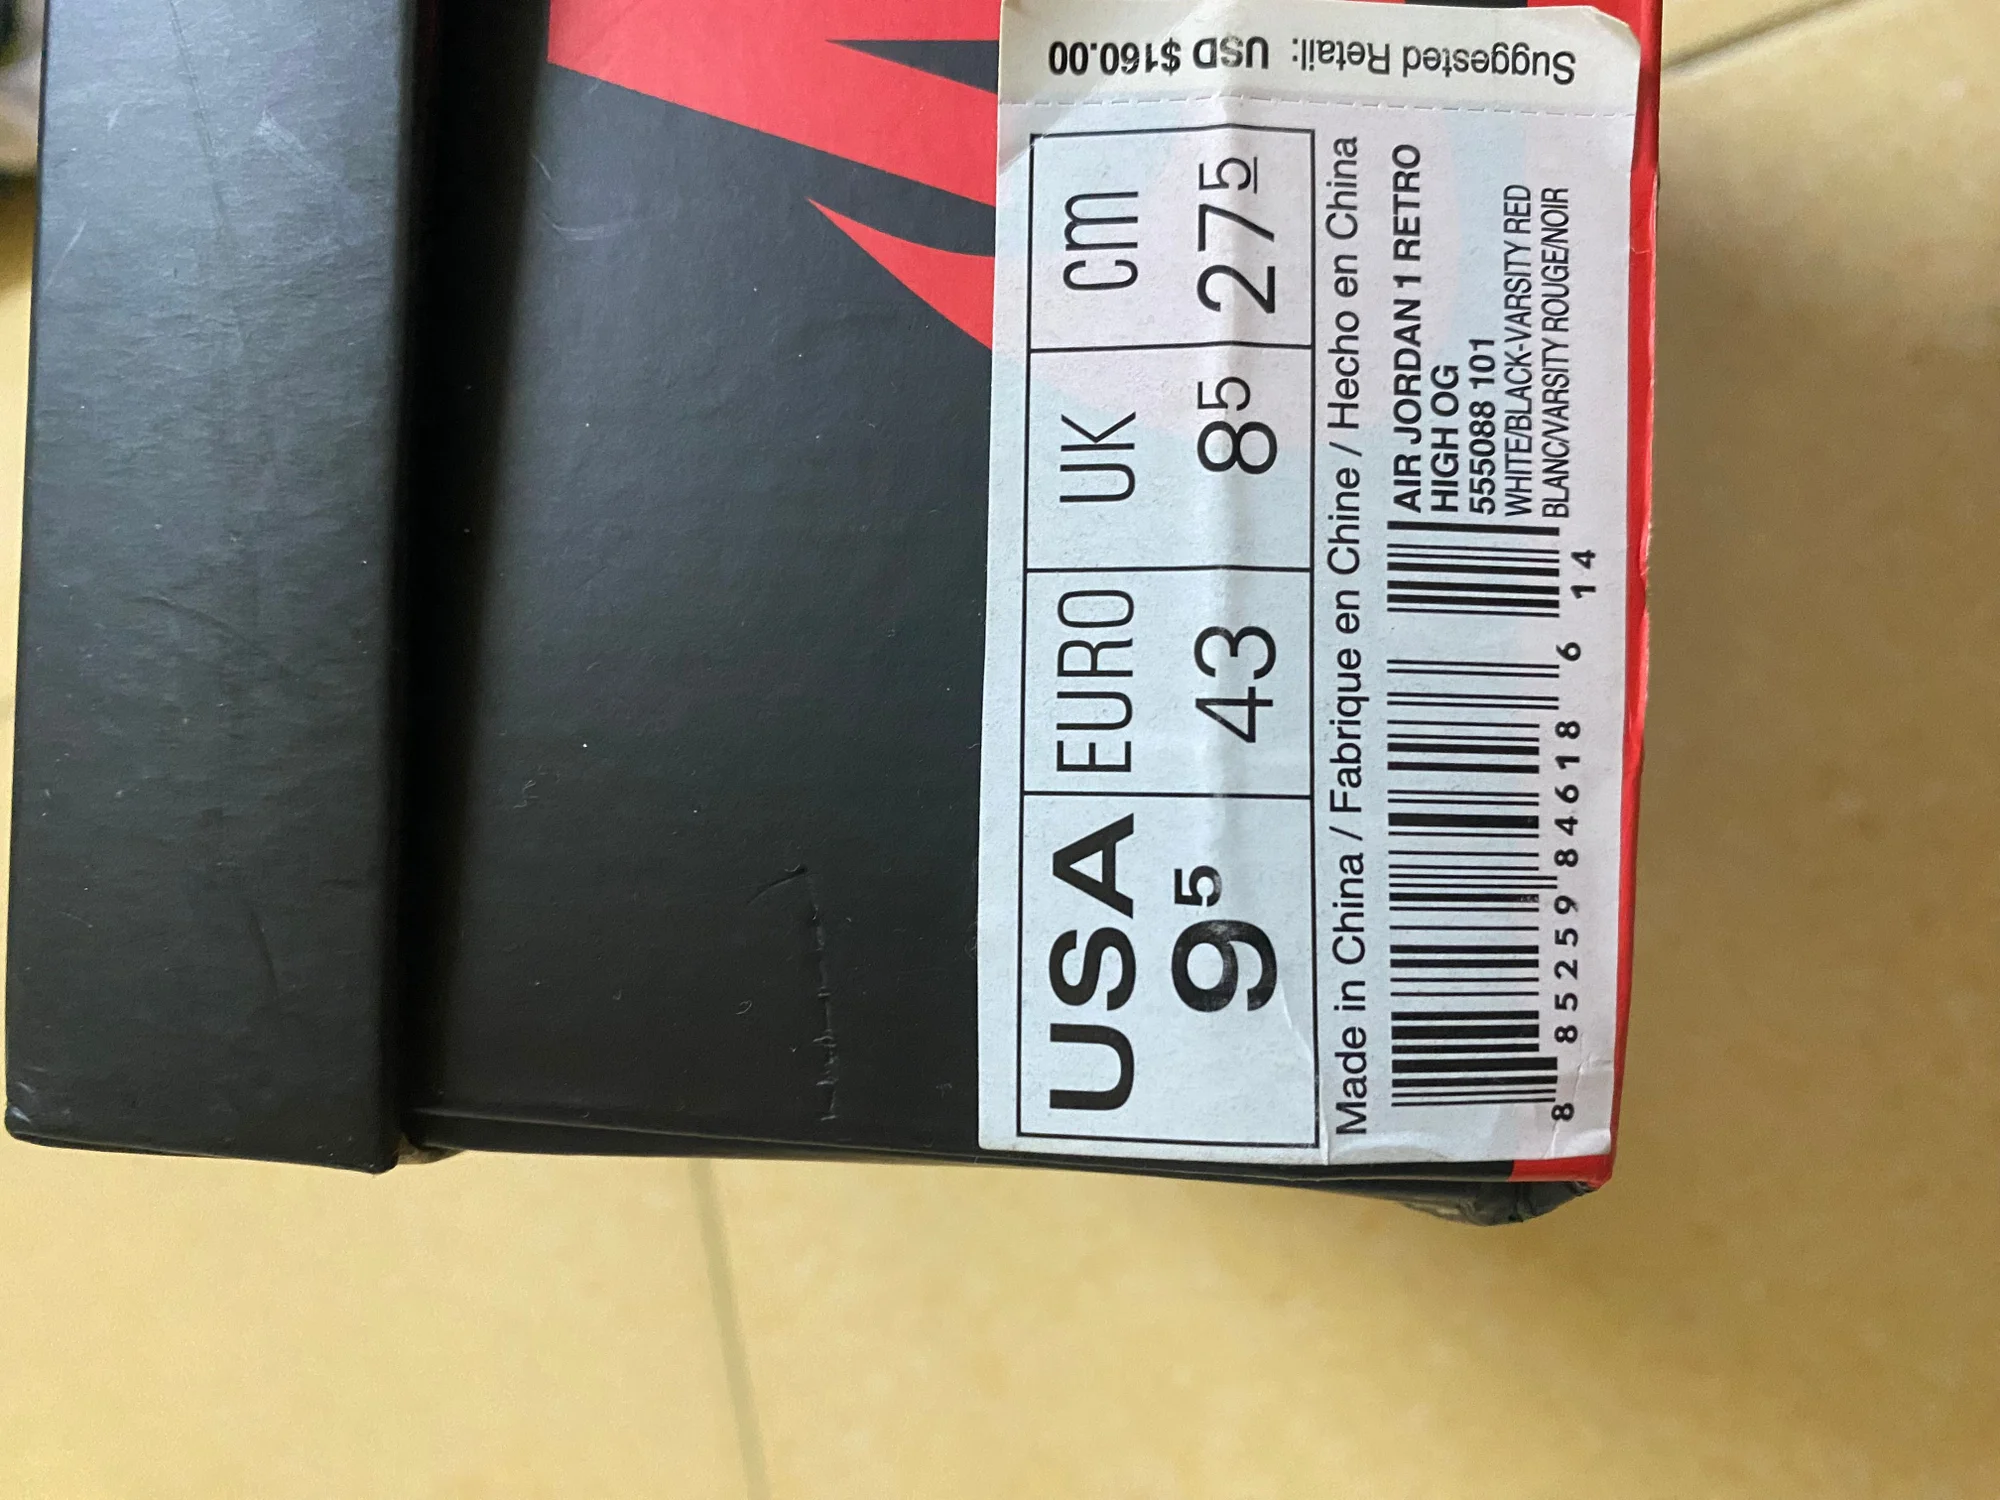 USA EURO UK cm
9⁵ 43 8⁵ 27⁵
Made in China / Fabrique en Chine / Hecho en China
AIR JORDAN 1 RETRO
HIGH OG
555088 101
WHITE/BLACK-VARSITY RED
BLANC/VARSITY ROUGE/NOIR
8 85259 84618 6 14
Suggested Retail: USD $160.00